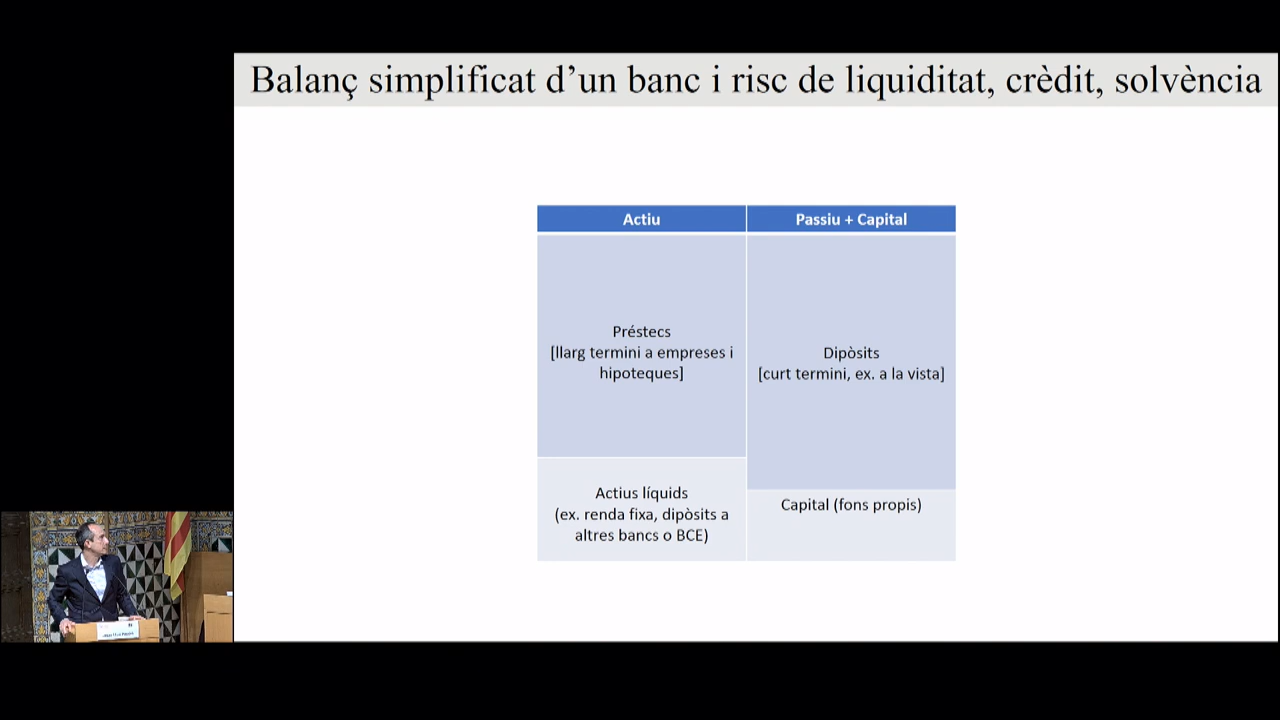 Balanç simplificat d’un banc i risc de liquiditat, crèdit, solvència
Actiu
Passiu + Capital
Préstecs
[llarg termini a empreses i
hipoteques]
Dipòsits
[curt termini, ex. a la vista]
Actius líquids
(ex. renda fixa, dipòsits a
altres bancs o BCE)
Capital (fons propis)